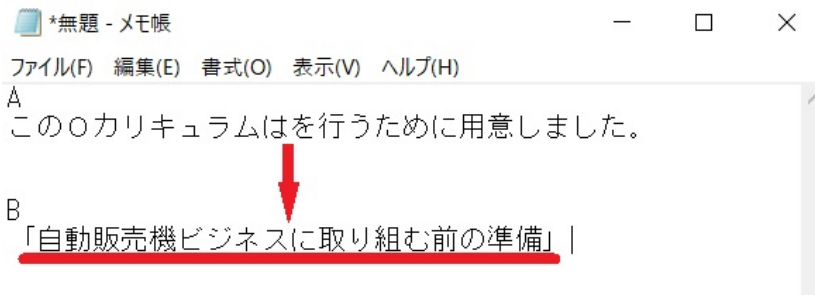 *無題 - メモ帳
ファイル(F) 編集(E) 書式(O) 表示(V) ヘルプ(H)
A
このOカリキュラムはを行うために用意しました。
B
「自動販売機ビジネスに取り組む前の準備」